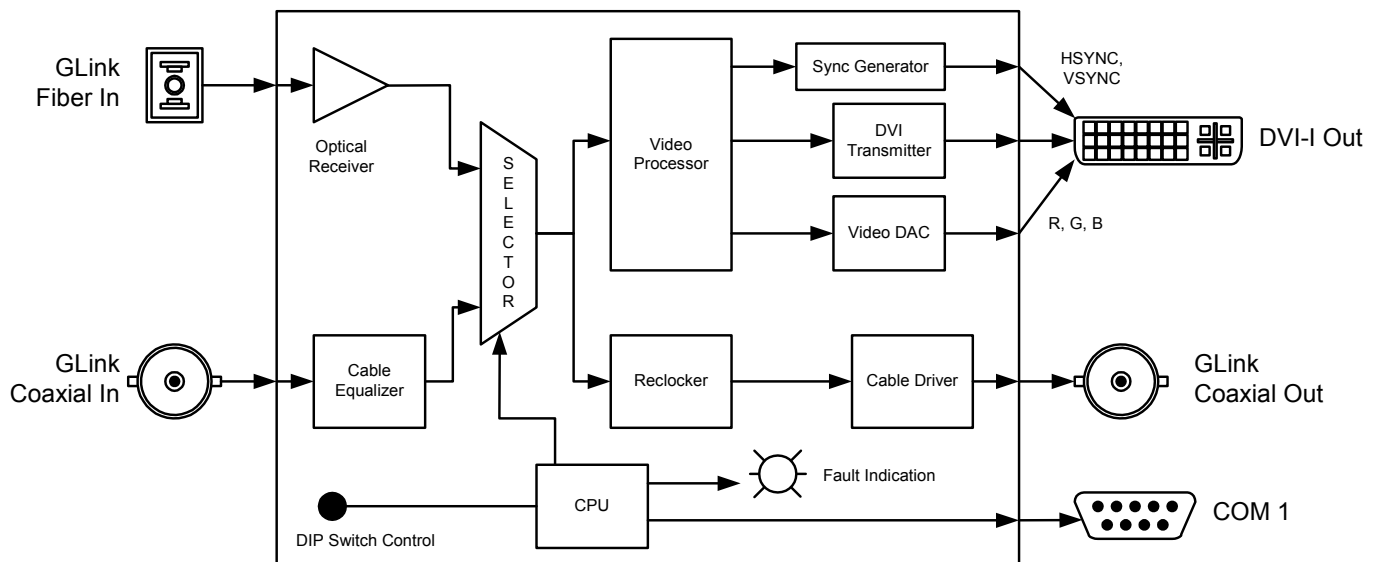 GLink
Fiber In
Optical
Receiver
SELECTOR
Video
Processor
Sync Generator
HSYNC,
VSYNC
DVI
Transmitter
DVI-I Out
Video DAC
R, G, B
GLink
Coaxial In
Cable
Equalizer
Reclocker
Cable Driver
GLink
Coaxial Out
CPU
Fault Indication
DIP Switch Control
COM 1